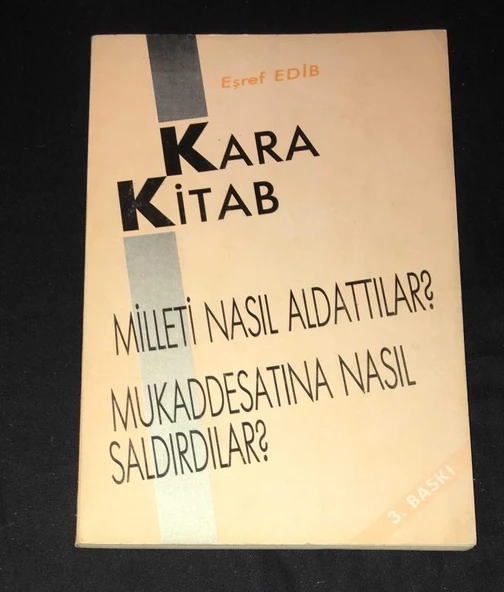 Eşref EDİB
KARA
KİTAB
MİLLETİ NASIL ALDATTILAR?
MUKADDESATINA NASIL
SALDIRDILAR?
3. BASKI